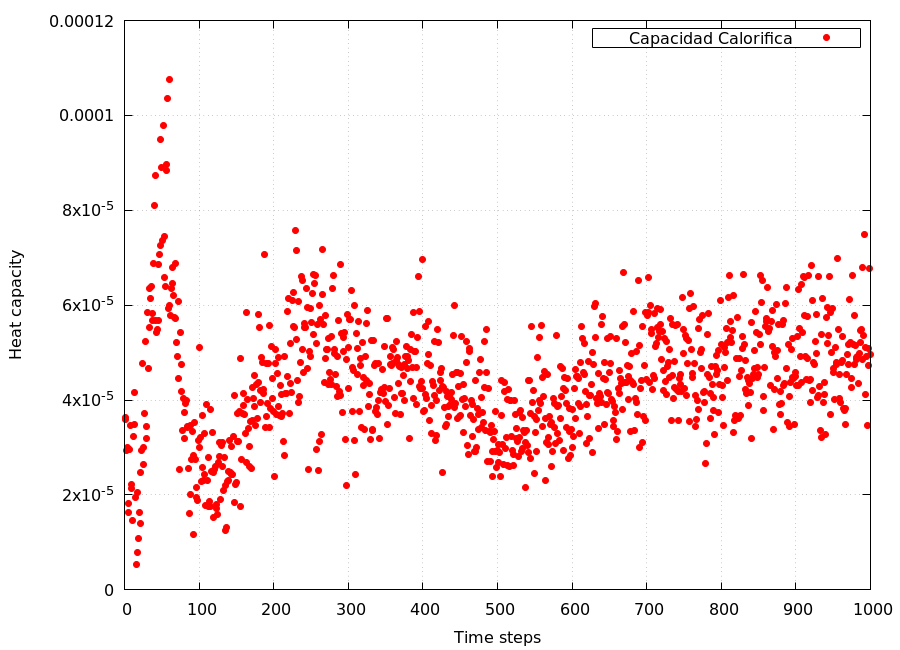 0.00012
Capacidad Calorifica
0.0001
8x10-5
6x10-5
4x10-5
2x10-5
0
Heat capacity
0 100 200 300 400 500 600 700 800 900 1000
Time steps